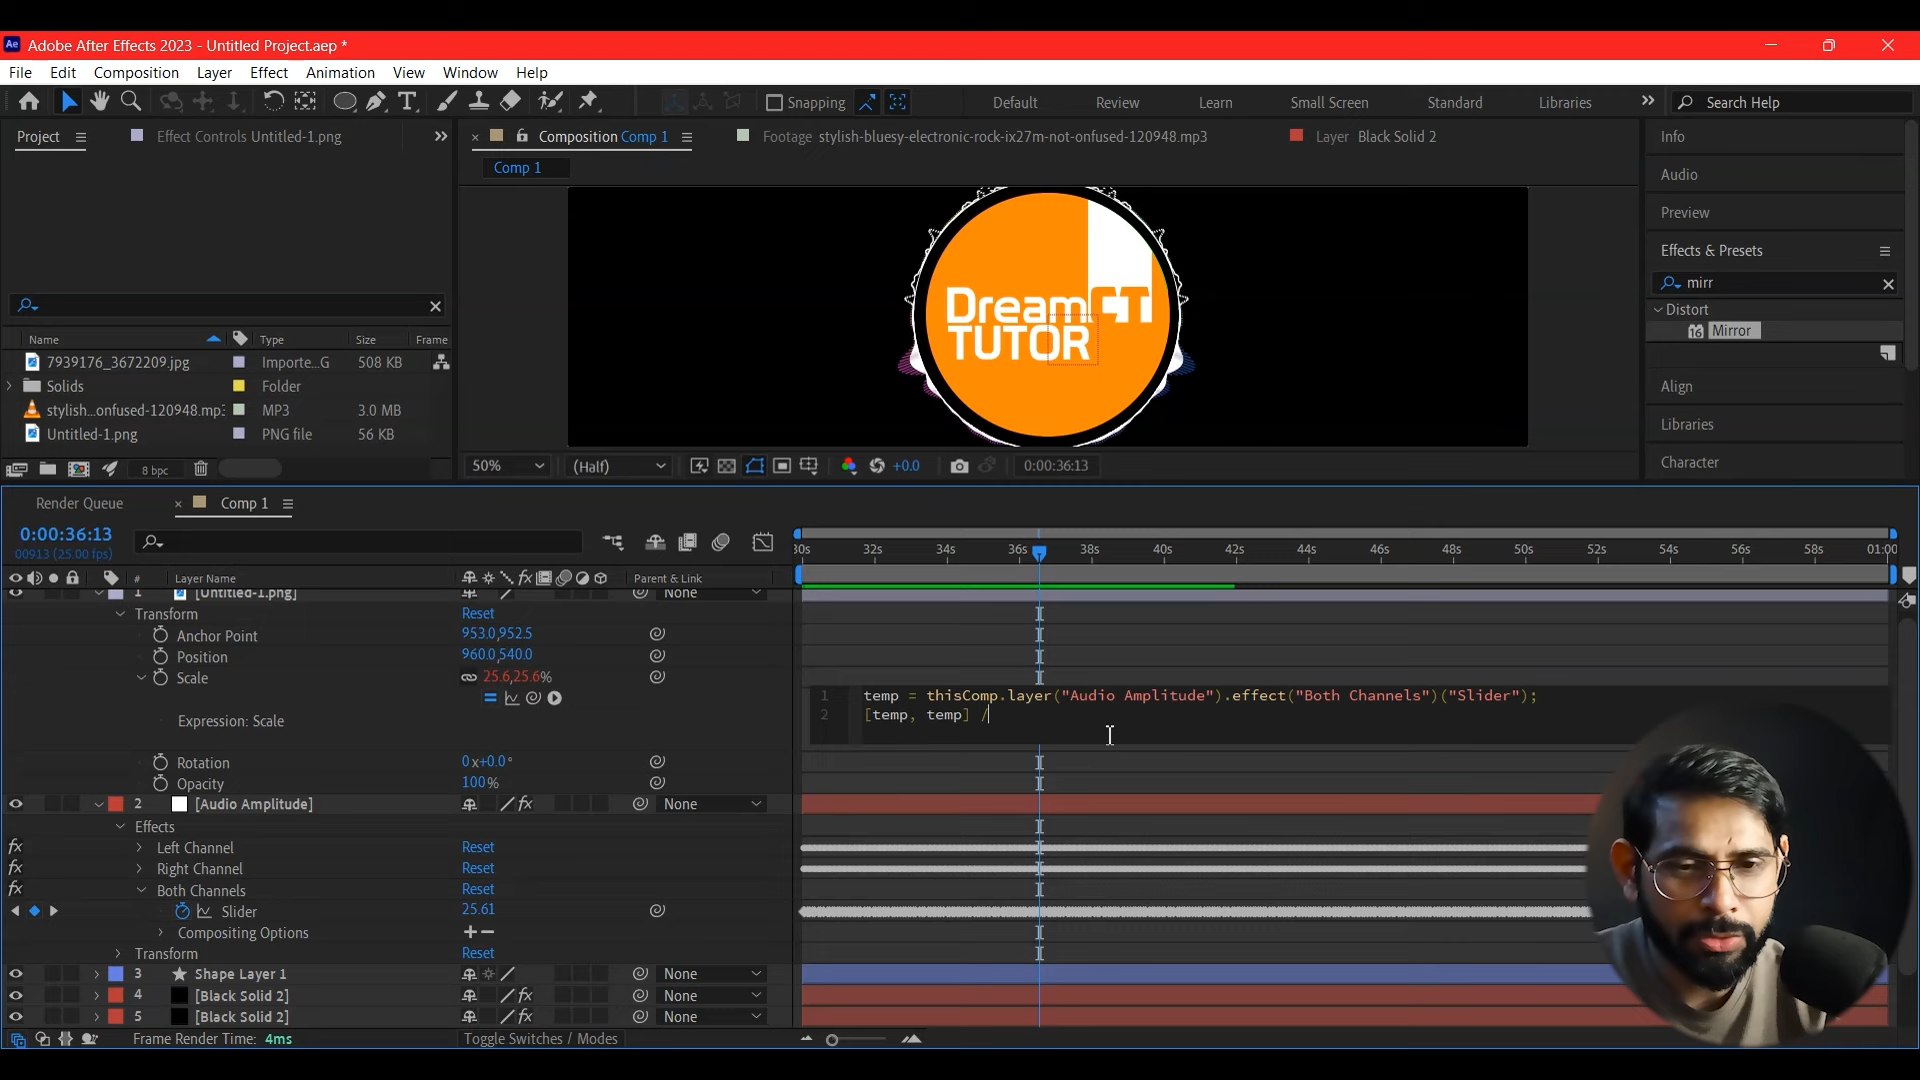 Ae Adobe After Effects 2023 - Untitled Project.aep *
File Edit Composition Layer Effect Animation View Window Help
Snapping Default Review Learn Small Screen Standard Libraries Search Help
Project Effect Controls Untitled-1.png
Composition Comp 1 Footage stylish-bluesy-electronic-rock-ix27m-not-onfused-120948.mp3 Layer Black Solid 2
Comp 1
Name Type Size Frame
7939176_3672209.jpg Importe...G 508 KB
Solids Folder
stylish...onfused-120948.mp3 MP3 3.0 MB
Untitled-1.png PNG file 56 KB
8 bpc
Dream CT
TUTOR
50% (Half) +0.0 0:00:36:13
Info
Audio
Preview
Effects & Presets
mirr
Distort
16 Mirror
Align
Libraries
Character
Render Queue Comp 1
0:00:36:13
00913 (25.00 fps)
30s 32s 34s 36s 38s 40s 42s 44s 46s 48s 50s 52s 54s 56s 58s 01:00
# Layer Name Parent & Link
1 [Untitled-1.png] None
Transform Reset
Anchor Point 953.0,952.5
Position 960.0,540.0
Scale 25.6,25.6%
Expression: Scale
1 temp = thisComp.layer("Audio Amplitude").effect("Both Channels")("Slider");
2 [temp, temp] /
Rotation 0x+0.0°
Opacity 100%
2 [Audio Amplitude] None
Effects
fx Left Channel Reset
fx Right Channel Reset
fx Both Channels Reset
Slider 25.61
Compositing Options +−
Transform Reset
3 Shape Layer 1 None
4 [Black Solid 2] None
5 [Black Solid 2] None
Frame Render Time: 4ms Toggle Switches / Modes